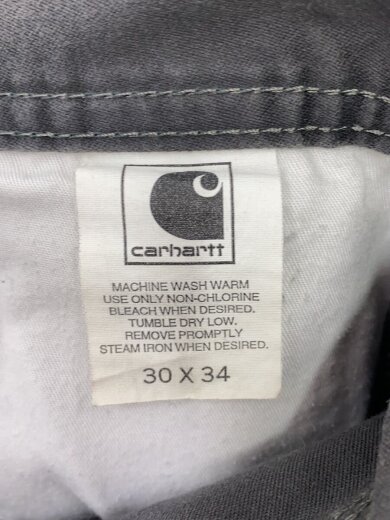 carhartt
MACHINE WASH WARM
USE ONLY NON-CHLORINE
BLEACH WHEN DESIRED.
TUMBLE DRY LOW.
REMOVE PROMPTLY
STEAM IRON WHEN DESIRED.
30 X 34